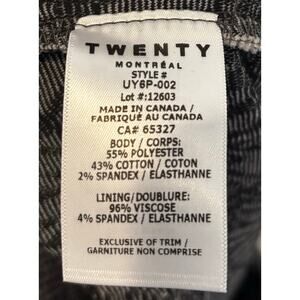 TWENTY
MONTRÉAL
STYLE #
UY6P-002
Lot #:12603
MADE IN CANADA /
FABRIQUÉ AU CANADA
CA# 65327
BODY / CORPS:
55% POLYESTER
43% COTTON / COTON
2% SPANDEX / ELASTHANNE
LINING/DOUBLURE:
96% VISCOSE
4% SPANDEX / ELASTHANNE
EXCLUSIVE OF TRIM /
GARNITURE NON COMPRISE